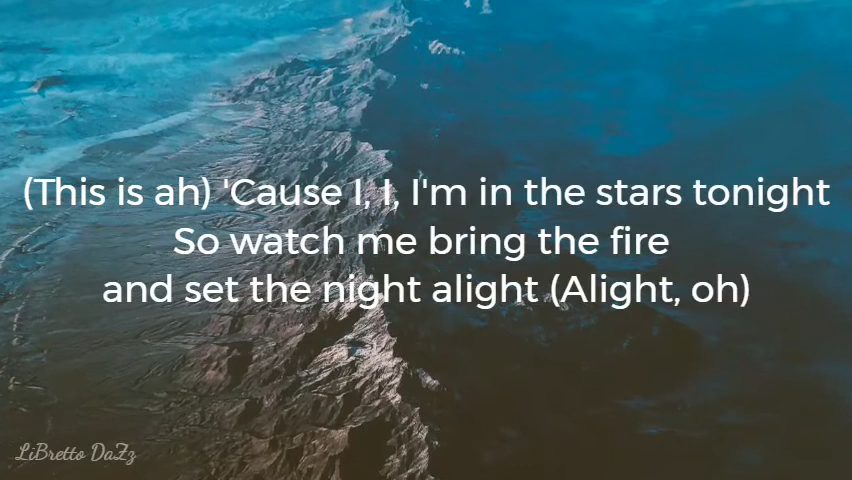 (This is ah) 'Cause I, I, I'm in the stars tonight
So watch me bring the fire
and set the night alight (Alight, oh)
LiBretto DaZz